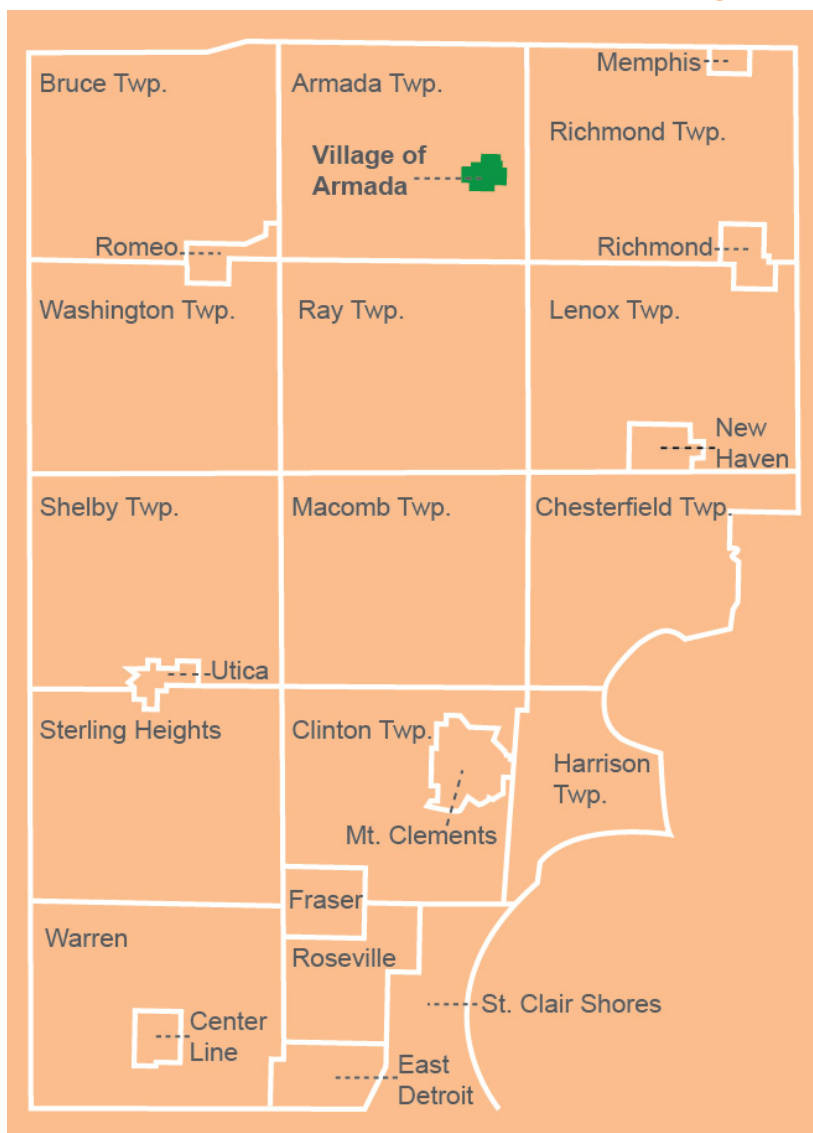 Memphis
Bruce Twp.
Armada Twp.
Richmond Twp.
Village of
Armada
Romeo
Richmond
Washington Twp.
Ray Twp.
Lenox Twp.
New
Haven
Shelby Twp.
Macomb Twp.
Chesterfield Twp.
Utica
Sterling Heights
Clinton Twp.
Harrison
Twp.
Mt. Clements
Fraser
Warren
Roseville
St. Clair Shores
Center
Line
East
Detroit